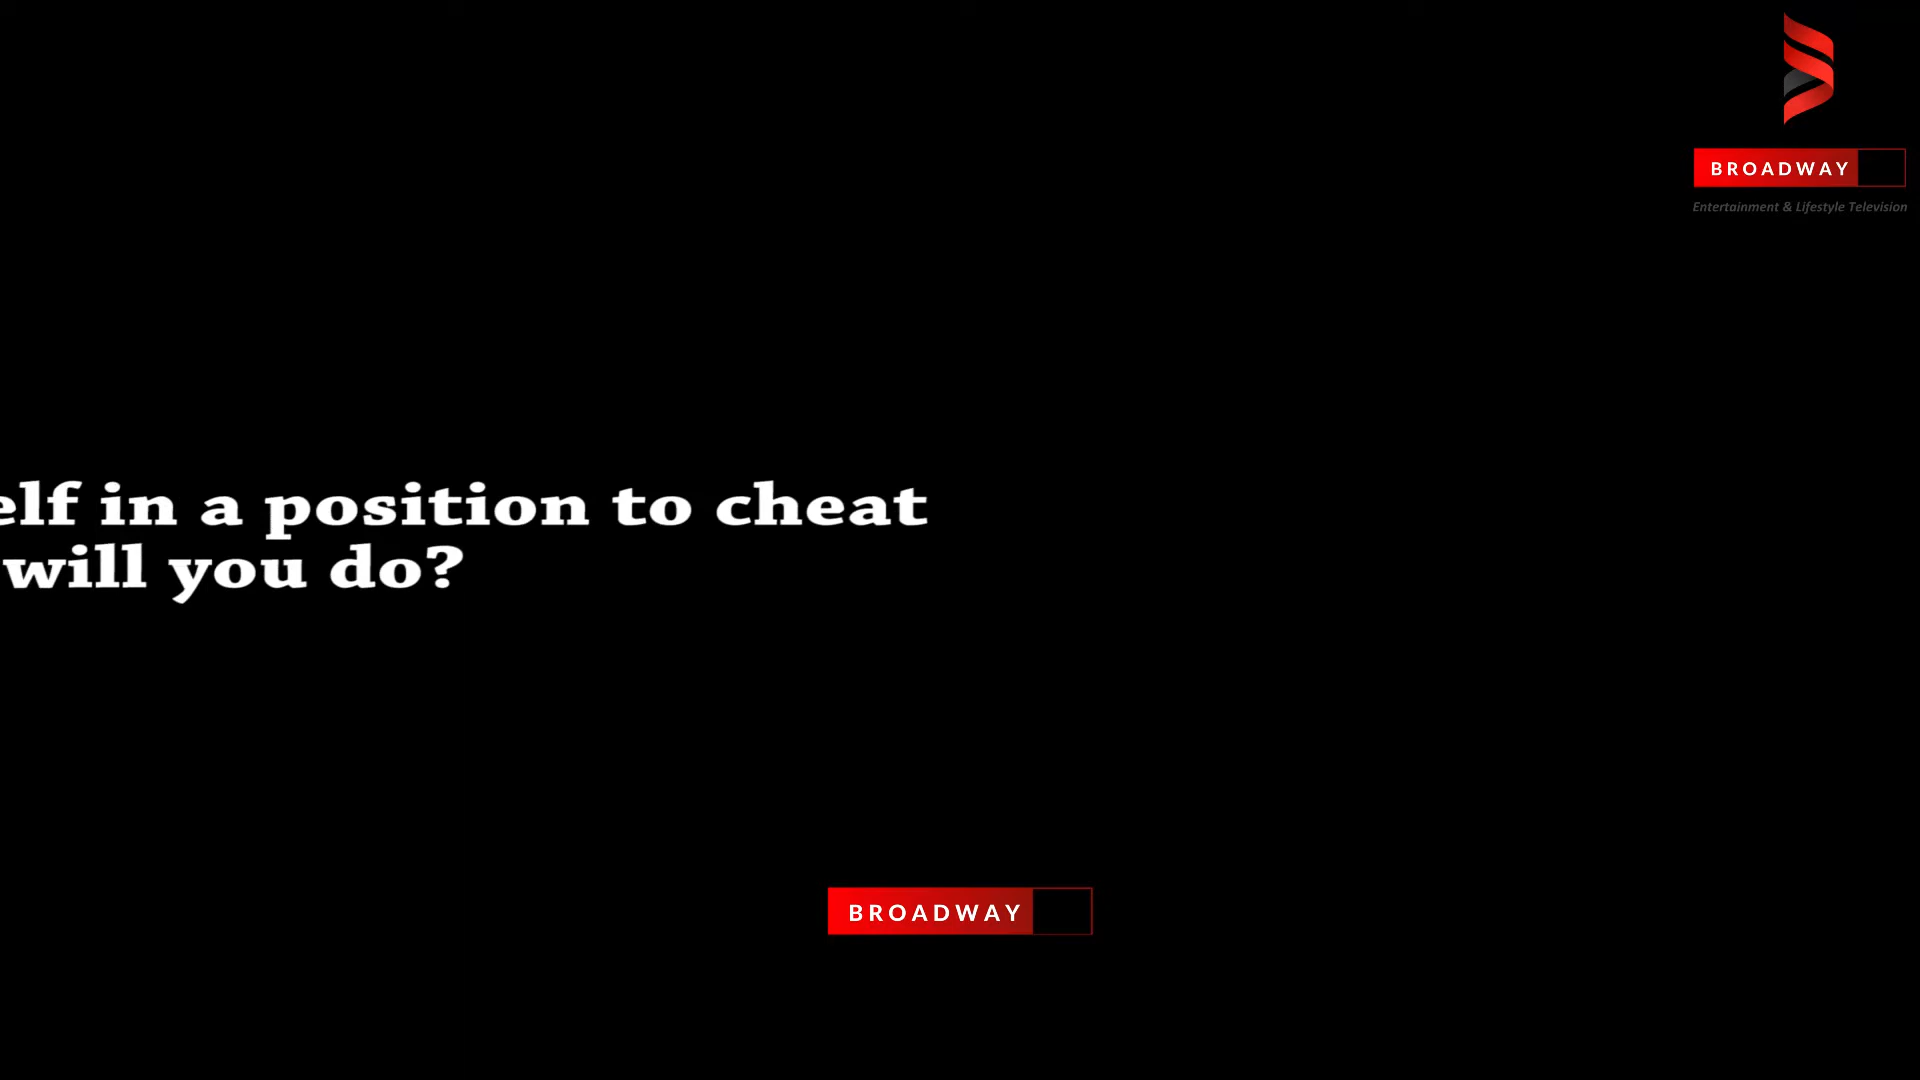 BROADWAY
Entertainment & Lifestyle Television
elf in a position to cheat
will you do?
BROADWAY